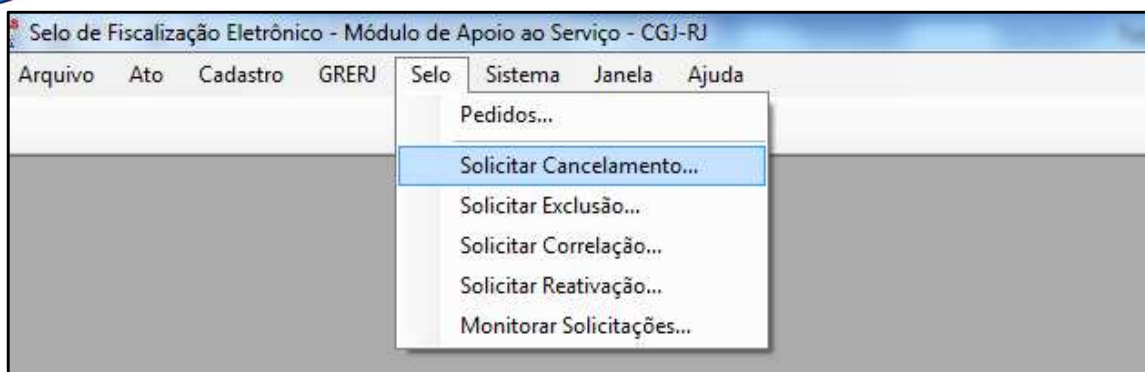 Selo de Fiscalização Eletrônico - Módulo de Apoio ao Serviço - CGJ-RJ
Arquivo Ato Cadastro GRERJ Selo Sistema Janela Ajuda
Pedidos...
Solicitar Cancelamento...
Solicitar Exclusão...
Solicitar Correlação...
Solicitar Reativação...
Monitorar Solicitações...